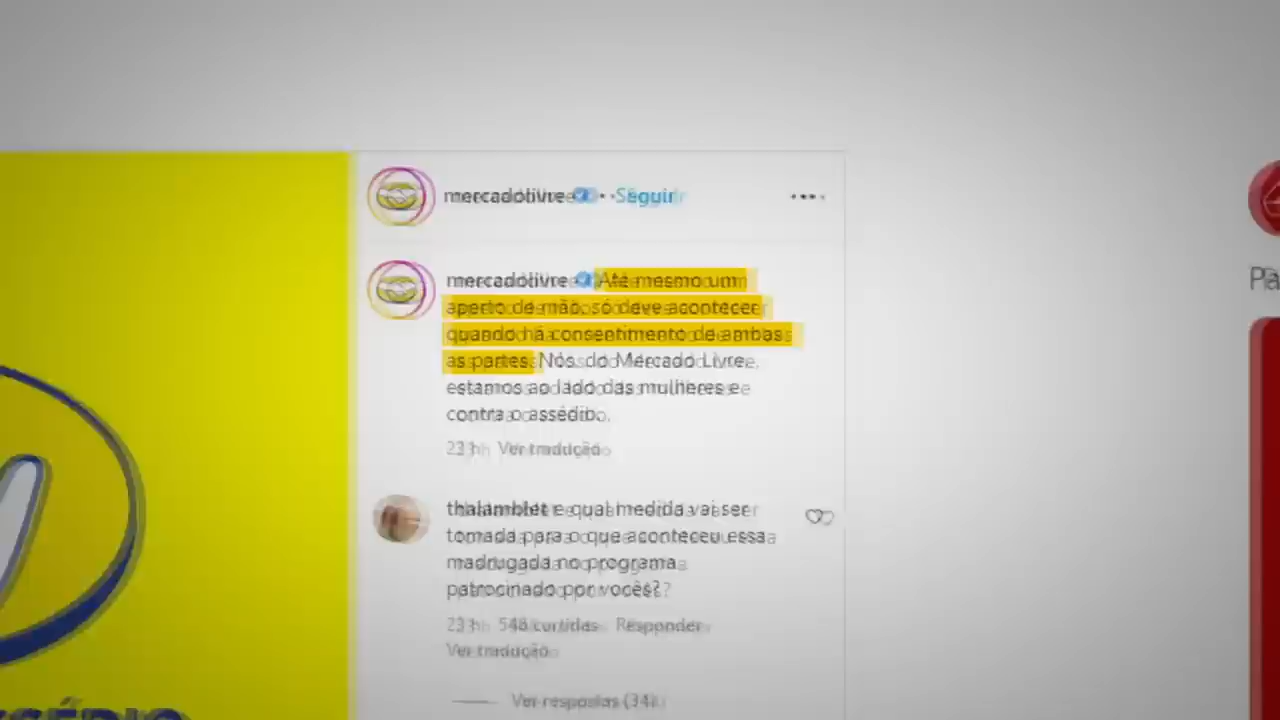 mercadolivre • Seguir
mercadolivre Até mesmo um
aperto de mão, só deve acontecer
quando há consentimento de ambas
as partes. Nós, do Mercado Livre,
estamos ao lado das mulheres e
contra o assédio.
23 h Ver tradução
thalamblet e qual medida vai ser
tomada para o que aconteceu essa
madrugada no programa
patrocinado por vocês?
23 h 548 curtidas Responder
Ver tradução
Ver respostas (34)